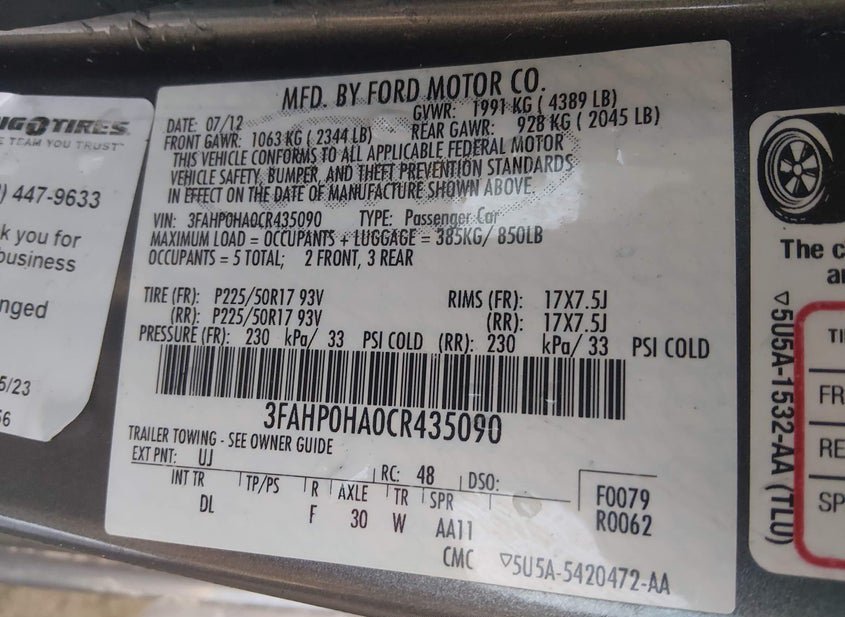 MFD. BY FORD MOTOR CO.
DATE: 07/12 GVWR: 1991 KG ( 4389 LB)
FRONT GAWR: 1063 KG ( 2344 LB) REAR GAWR: 928 KG ( 2045 LB)
THIS VEHICLE CONFORMS TO ALL APPLICABLE FEDERAL MOTOR
VEHICLE SAFETY, BUMPER, AND THEFT PREVENTION STANDARDS
IN EFFECT ON THE DATE OF MANUFACTURE SHOWN ABOVE.
VIN: 3FAHP0HA0CR435090 TYPE: Passenger Car
MAXIMUM LOAD = OCCUPANTS + LUGGAGE = 385KG/ 850LB
OCCUPANTS = 5 TOTAL; 2 FRONT, 3 REAR
TIRE (FR): P225/50R17 93V RIMS (FR): 17X7.5J
(RR): P225/50R17 93V (RR): 17X7.5J
PRESSURE (FR): 230 kPa/ 33 PSI COLD (RR): 230 kPa/ 33 PSI COLD
3FAHP0HA0CR435090
TRAILER TOWING - SEE OWNER GUIDE
EXT PNT: UJ RC: 48 DSO:
INT TR TP/PS R AXLE TR SPR F0079
DL F 30 W AA11 R0062
CMC ▽5U5A-5420472-AA
TIRES
TEAM YOU TRUST
447-9633
you for
business
5/23
The
▽5U5A-1532-AA (TLU)